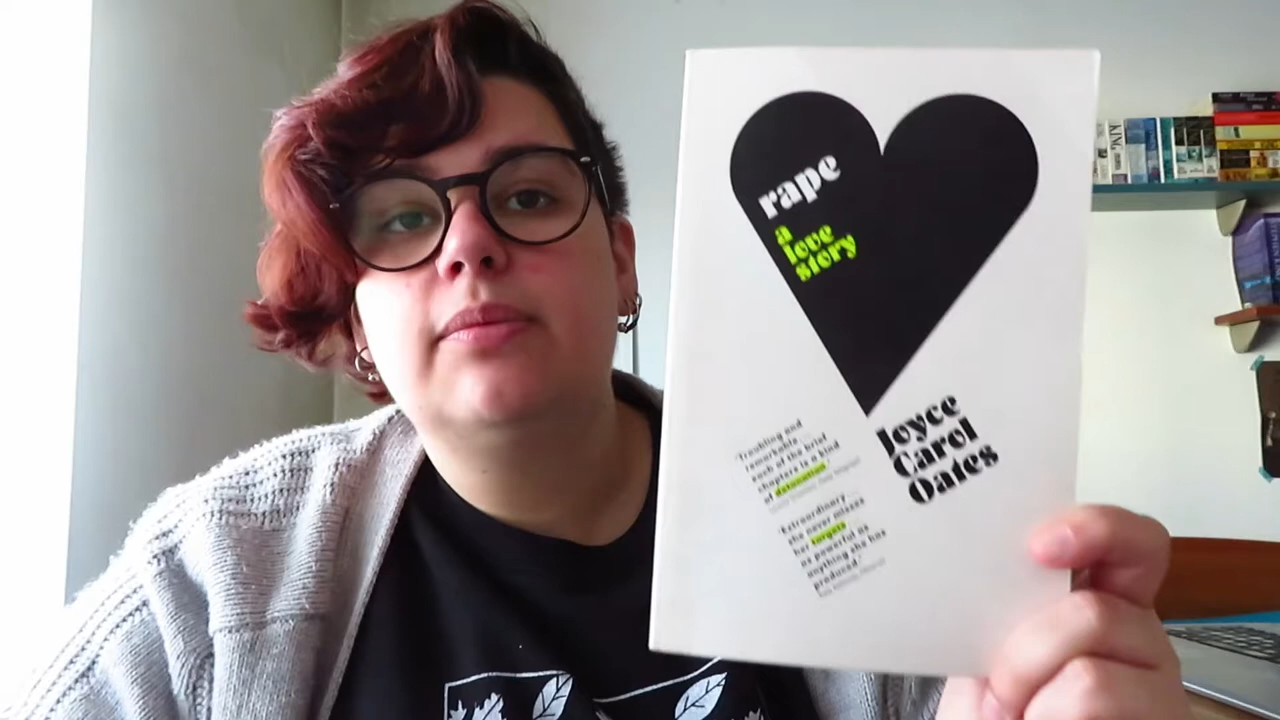 rape
a
love
story
Joyce
Carol
Oates
"Troubling and
remarkable...
each of the brief
chapters is a kind
of detonation"
"Extraordinary...
she never misses
her targets
as powerful as
anything she has
produced"
KING